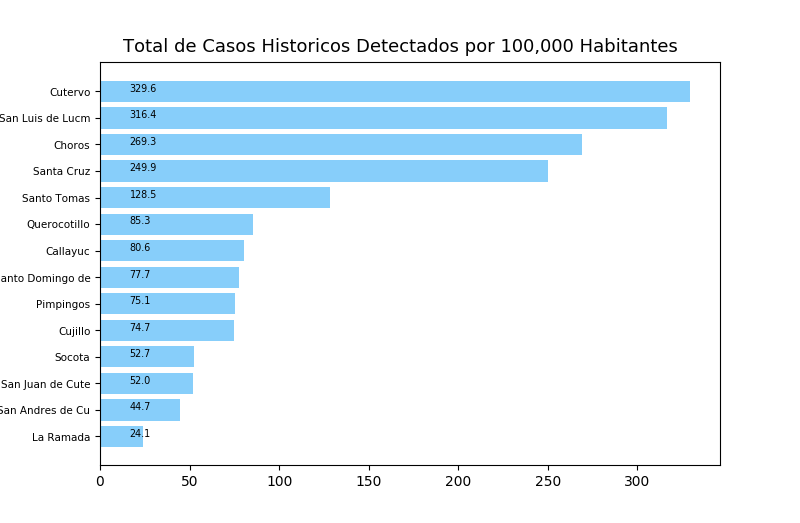 Total de Casos Historicos Detectados por 100,000 Habitantes
Cutervo 329.6
San Luis de Lucm 316.4
Choros 269.3
Santa Cruz 249.9
Santo Tomas 128.5
Querocotillo 85.3
Callayuc 80.6
anto Domingo de 77.7
Pimpingos 75.1
Cujillo 74.7
Socota 52.7
San Juan de Cute 52.0
San Andres de Cu 44.7
La Ramada 24.1
0 50 100 150 200 250 300